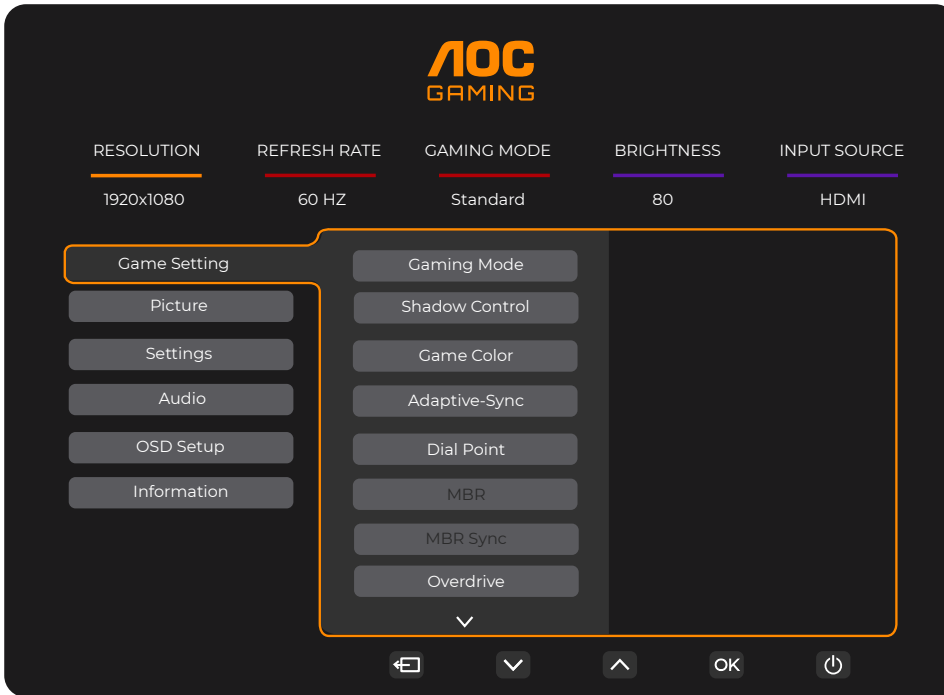 AOC
GAMING
RESOLUTION REFRESH RATE GAMING MODE BRIGHTNESS INPUT SOURCE
1920x1080 60 HZ Standard 80 HDMI
Game Setting
Picture
Settings
Audio
OSD Setup
Information
Gaming Mode
Shadow Control
Game Color
Adaptive-Sync
Dial Point
MBR
MBR Sync
Overdrive
OK